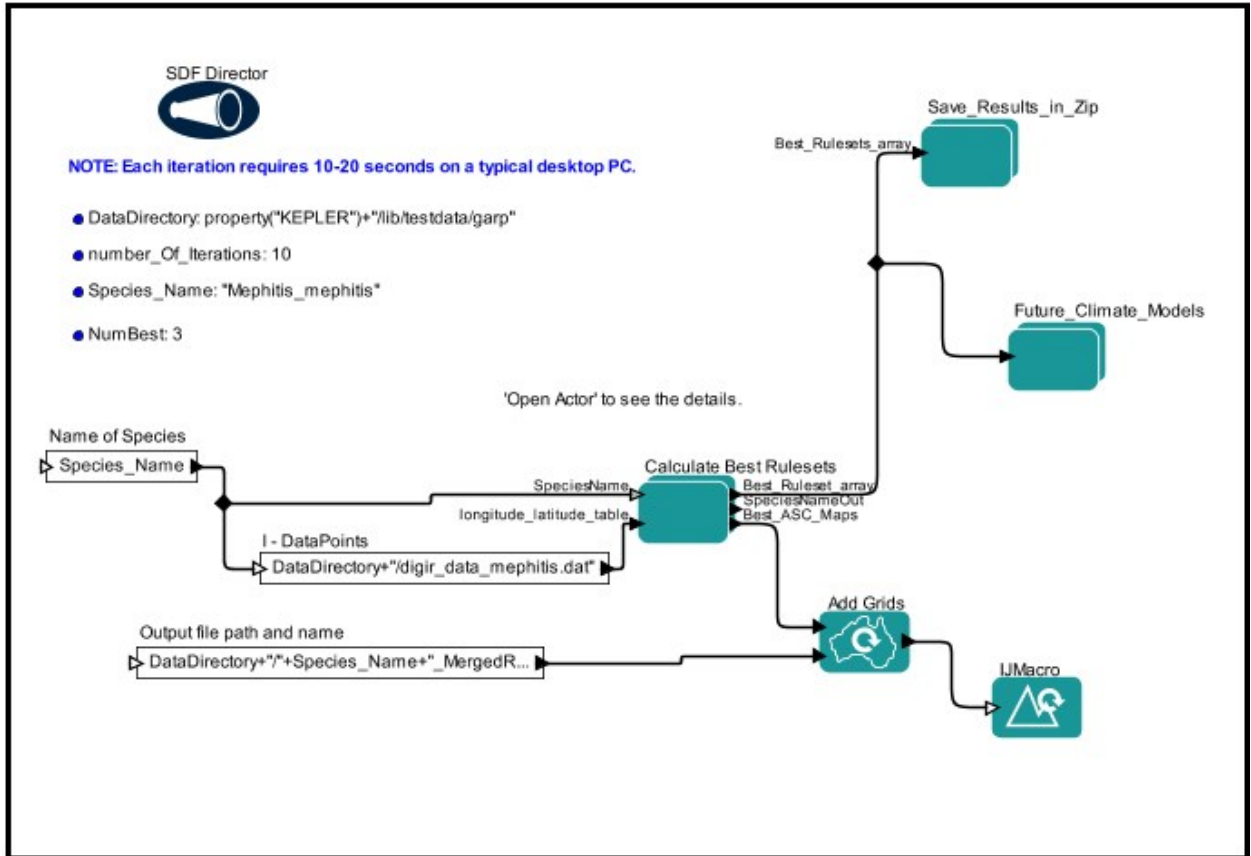 SDF Director
NOTE: Each iteration requires 10-20 seconds on a typical desktop PC.
DataDirectory: property("KEPLER")+"/lib/testdata/garp"
number_Of_Iterations: 10
Species_Name: "Mephitis_mephitis"
NumBest: 3
Save_Results_in_Zip
Best_Rulesets_array
Future_Climate_Models
'Open Actor' to see the details.
Name of Species
Species_Name
Calculate Best Rulesets
SpeciesName
longitude_latitude_table
Best_Ruleset_array
SpeciesNameOut
Best_ASC_Maps
I - DataPoints
DataDirectory+"/digir_data_mephitis.dat"
Output file path and name
DataDirectory+"/"+Species_Name+"_MergedR...
Add Grids
IJMacro